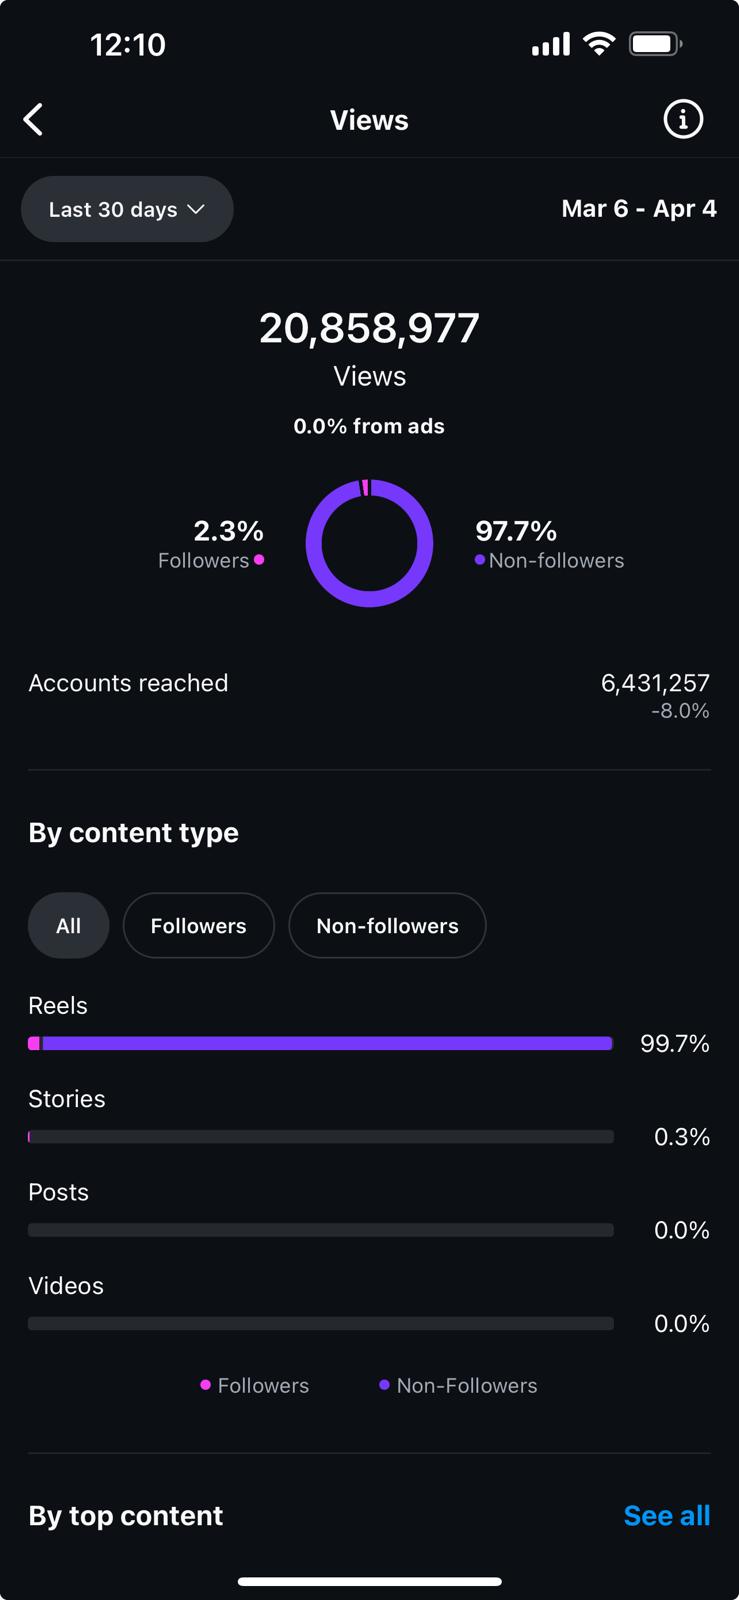 12:10
Views
Last 30 days
Mar 6 - Apr 4
20,858,977
Views
0.0% from ads
2.3%
Followers
97.7%
Non-followers
Accounts reached
6,431,257
-8.0%
By content type
All
Followers
Non-followers
Reels
99.7%
Stories
0.3%
Posts
0.0%
Videos
0.0%
Followers
Non-Followers
By top content
See all